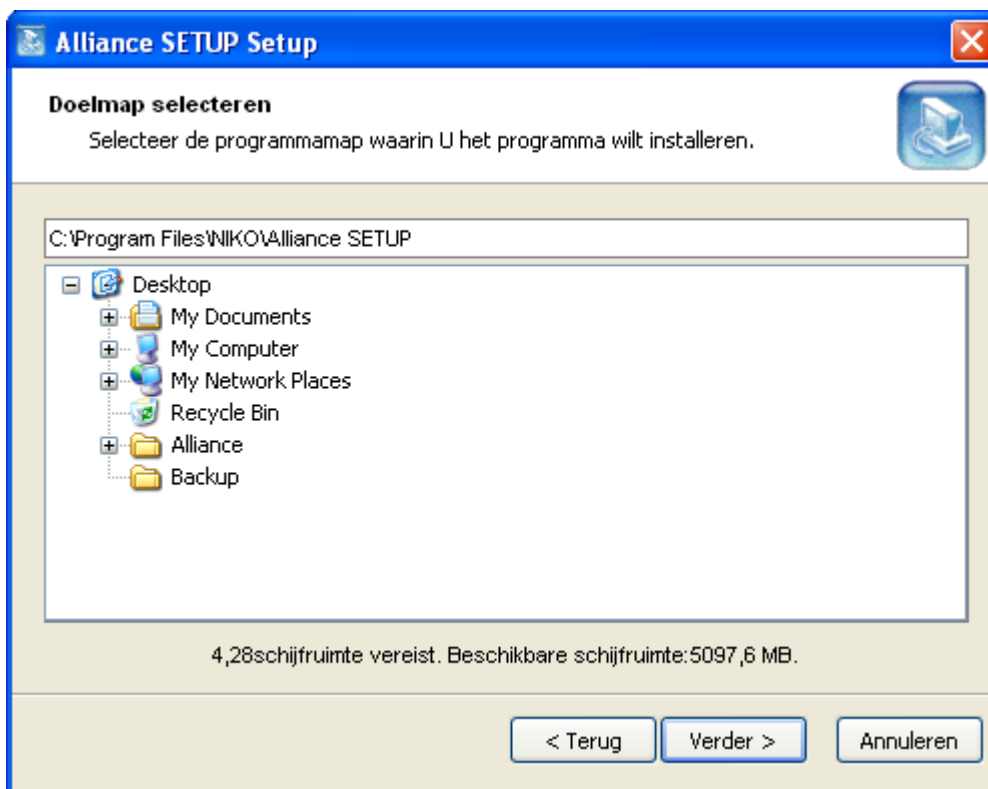 Alliance SETUP Setup
Doelmap selecteren
Selecteer de programmamap waarin U het programma wilt installeren.
C:\Program Files\NIKO\Alliance SETUP
Desktop
My Documents
My Computer
My Network Places
Recycle Bin
Alliance
Backup
4,28schijfruimte vereist. Beschikbare schijfruimte:5097,6 MB.
< Terug Verder > Annuleren